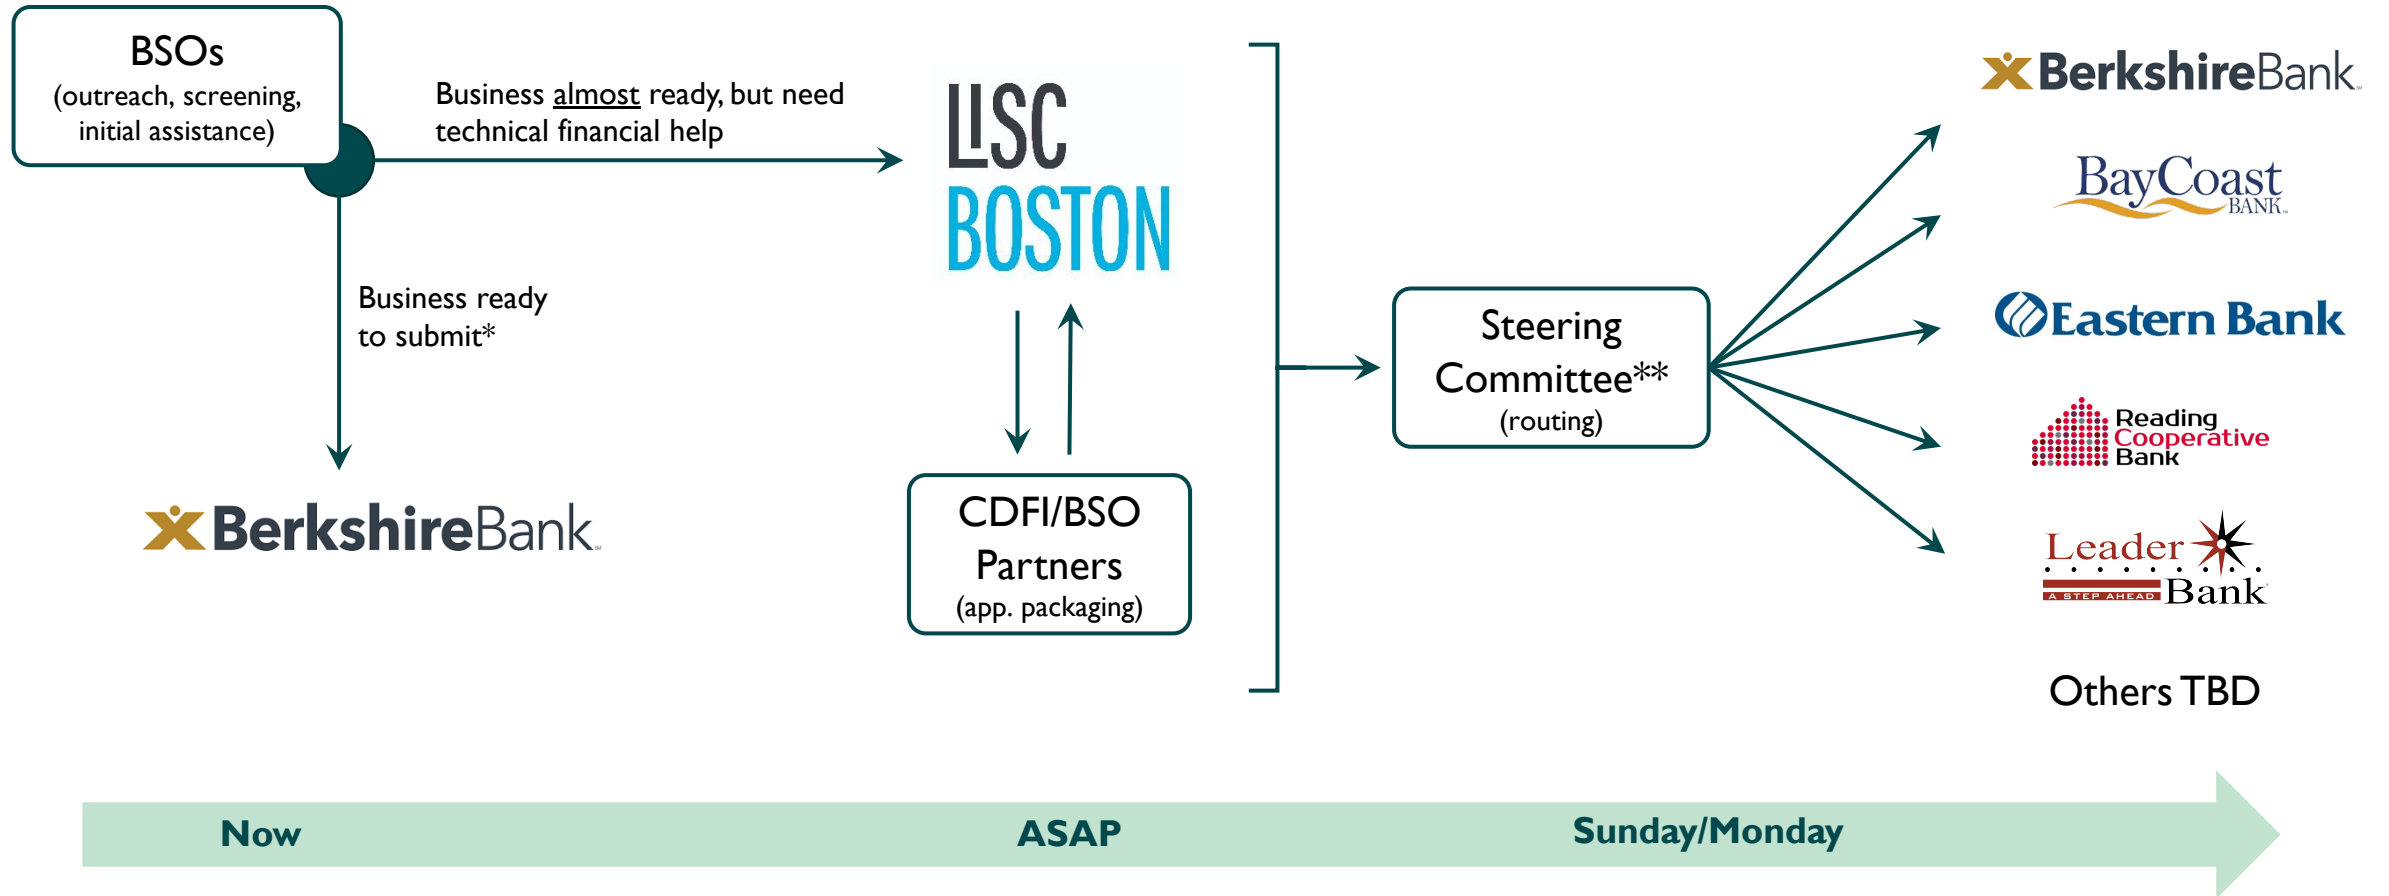 BSOs
(outreach, screening,
initial assistance)
Business almost ready, but need
technical financial help
Business ready
to submit*
BerkshireBank
LISC
BOSTON
CDFI/BSO
Partners
(app. packaging)
Steering
Committee**
(routing)
BerkshireBank
BayCoast
BANK
Eastern Bank
Reading
Cooperative
Bank
Leader
Bank
A STEP AHEAD
Others TBD
Now
ASAP
Sunday/Monday